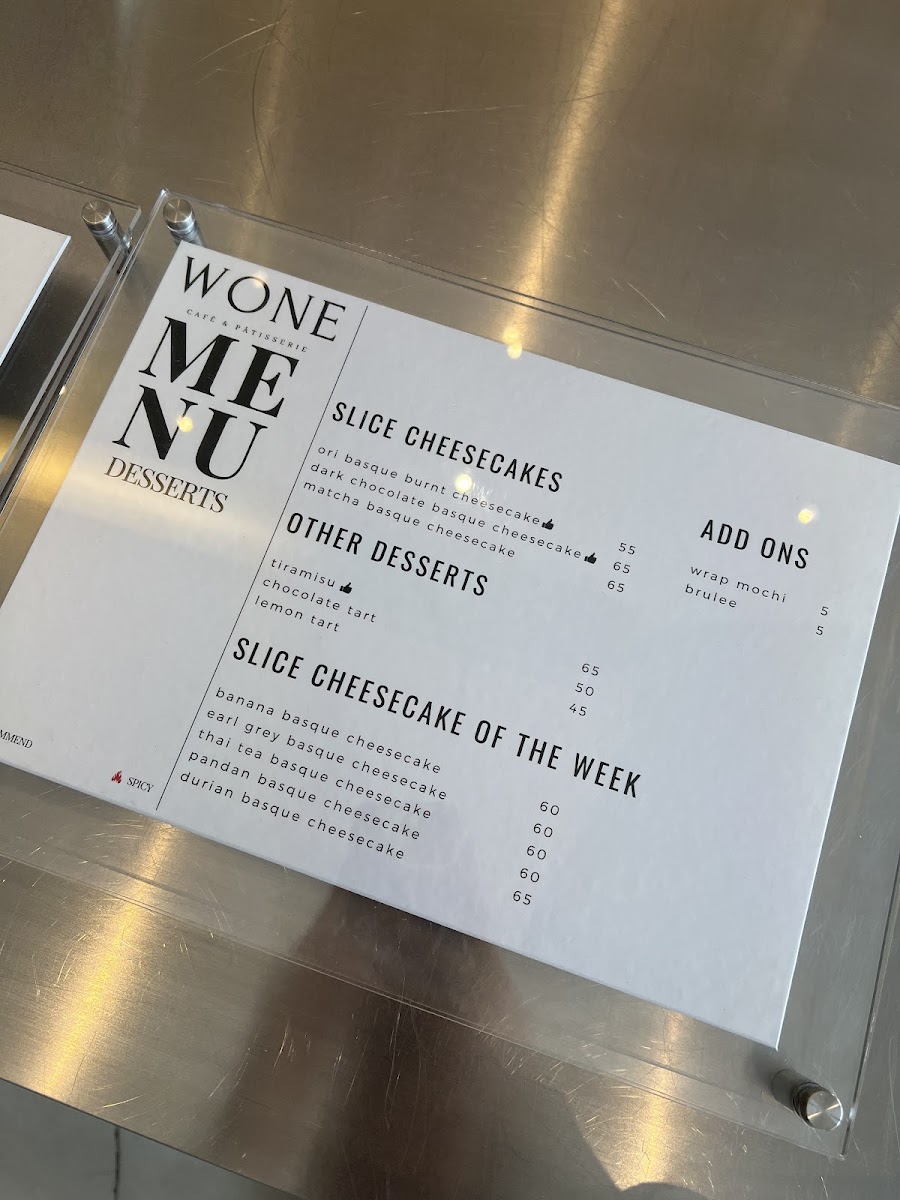 WONE
CAFÉ & PÂTISSERIE
ME
NU
DESSERTS
SLICE CHEESECAKES
ori basque burnt cheesecake 55
dark chocolate basque cheesecake 65
matcha basque cheesecake 65
OTHER DESSERTS
tiramisu 65
chocolate tart 50
lemon tart 45
SLICE CHEESECAKE OF THE WEEK
banana basque cheesecake 60
earl grey basque cheesecake 60
thai tea basque cheesecake 60
pandan basque cheesecake 60
durian basque cheesecake 65
ADD ONS
wrap mochi 5
brulee 5
SPICY